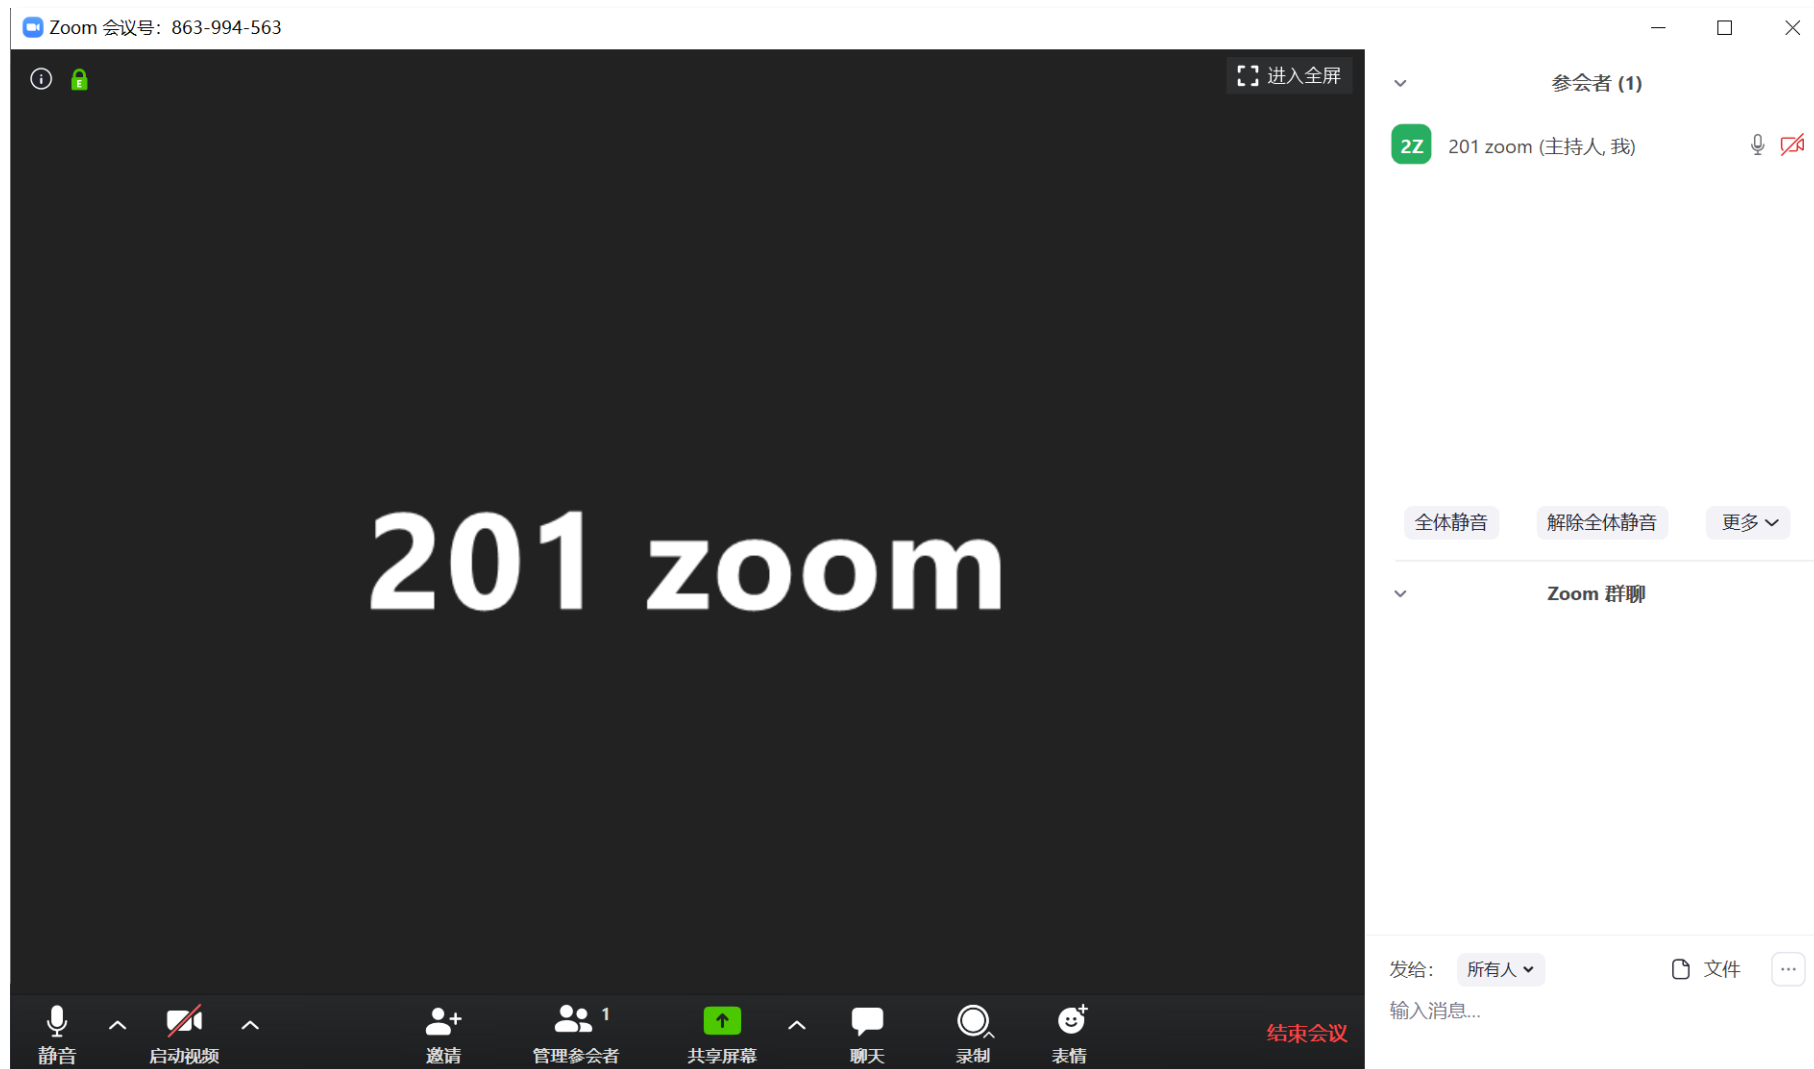 Zoom 会议号：863-994-563
进入全屏
201 zoom
静音
启动视频
邀请
管理参会者 1
共享屏幕
聊天
录制
表情
结束会议
参会者 (1)
2Z 201 zoom (主持人, 我)
全体静音 解除全体静音 更多
Zoom 群聊
发给： 所有人 文件 ...
输入消息...